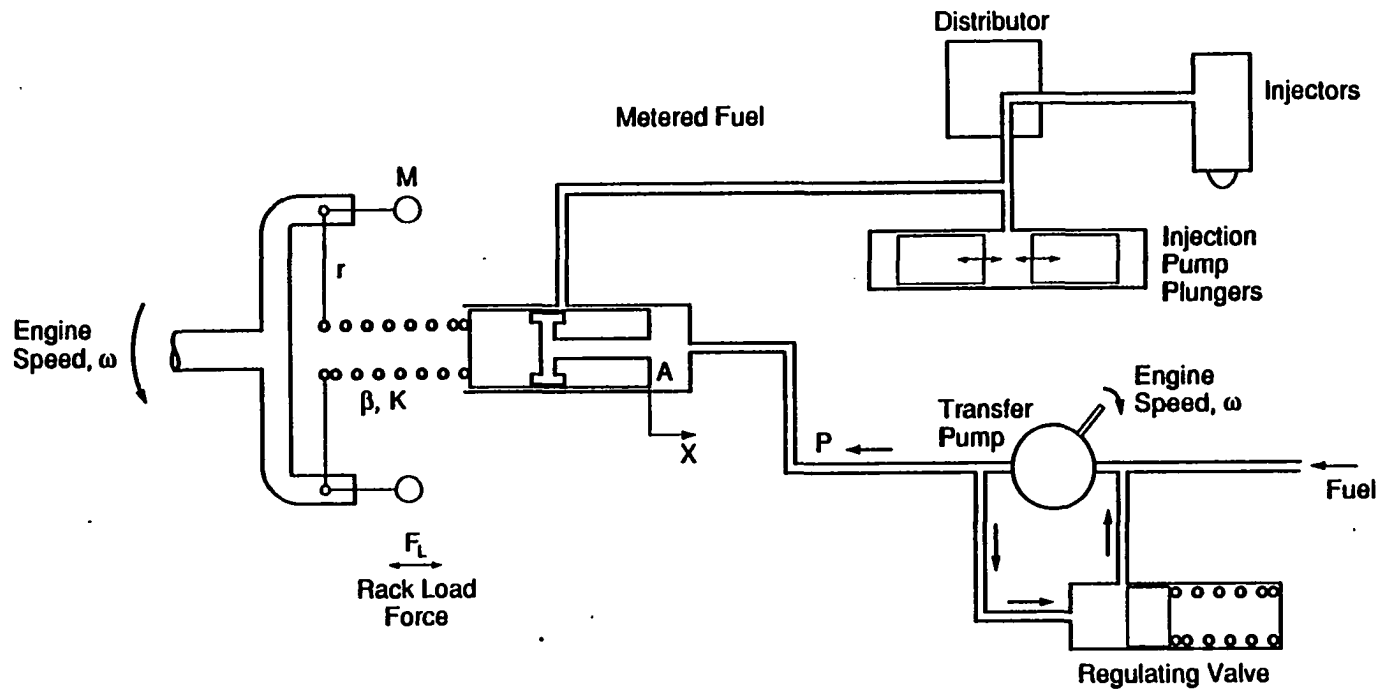 Distributor
Injectors
Metered Fuel
M
r
Injection
Pump
Plungers
Engine
Speed, ω
A
β, K
X
Engine
Speed, ω
Transfer
Pump
P
Fuel
F_L
Rack Load
Force
Regulating Valve